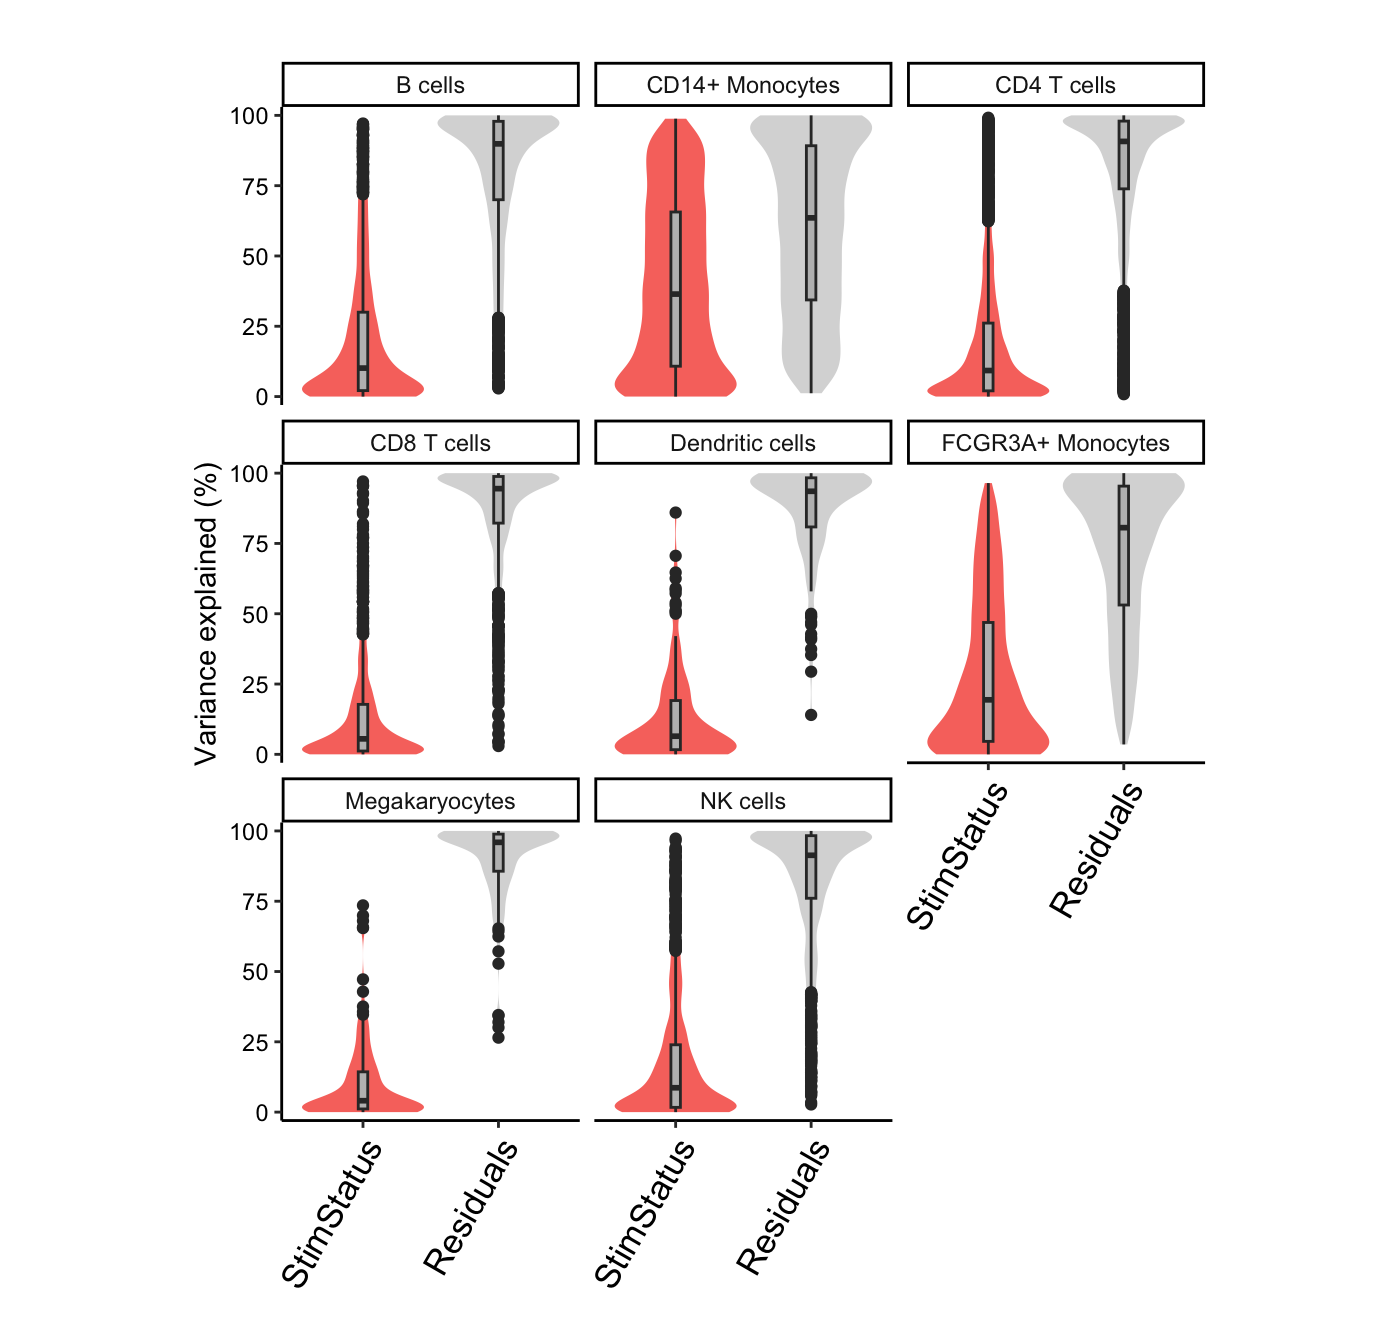 B cells
CD14+ Monocytes
CD4 T cells
100
75
50
25
0
CD8 T cells
Dendritic cells
FCGR3A+ Monocytes
Variance explained (%)
100
75
50
25
0
StimStatus
Residuals
Megakaryocytes
NK cells
100
75
50
25
0
StimStatus
Residuals
StimStatus
Residuals